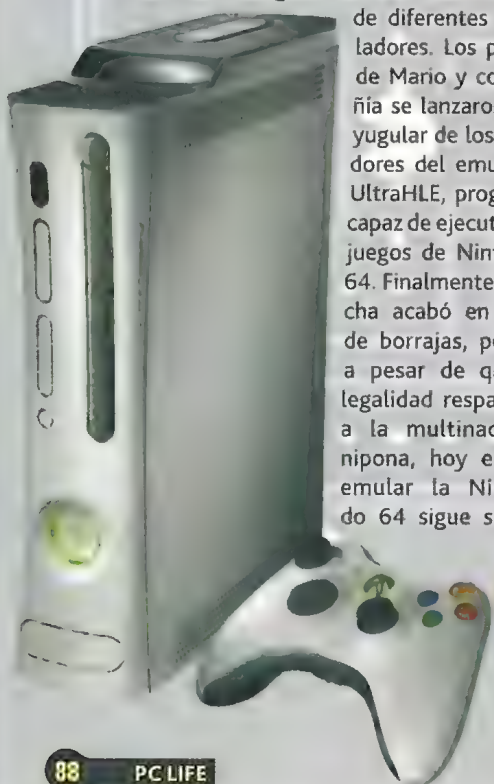 de diferentes
ladores. Los p
de Mario y co
ñía se lanzaro
yugular de los
dores del emu
UltraHLE, prog
capaz de ejecut
juegos de Nin
64. Finalmente
cha acabó en
de borrajas, p
a pesar de q
legalidad respa
a la multinac
nipona, hoy e
emular la Ni
do 64 sigue s
88 PC LIFE